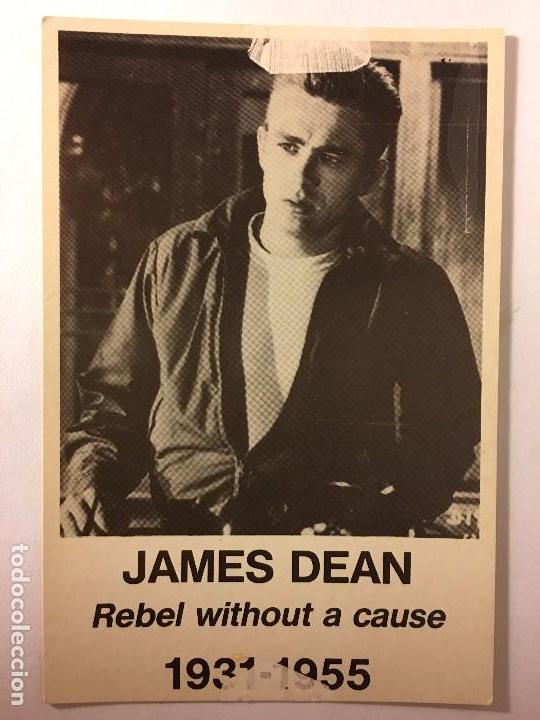 JAMES DEAN
Rebel without a cause
1931-1955
todocoleccion